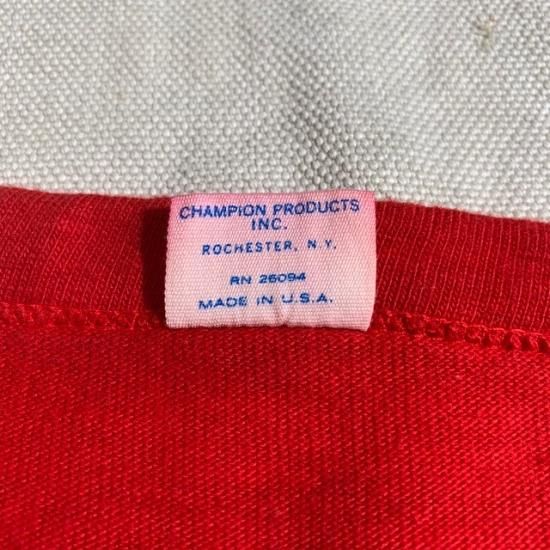 CHAMPION PRODUCTS
INC.
ROCHESTER, N.Y.
RN 26094
MADE IN U.S.A.